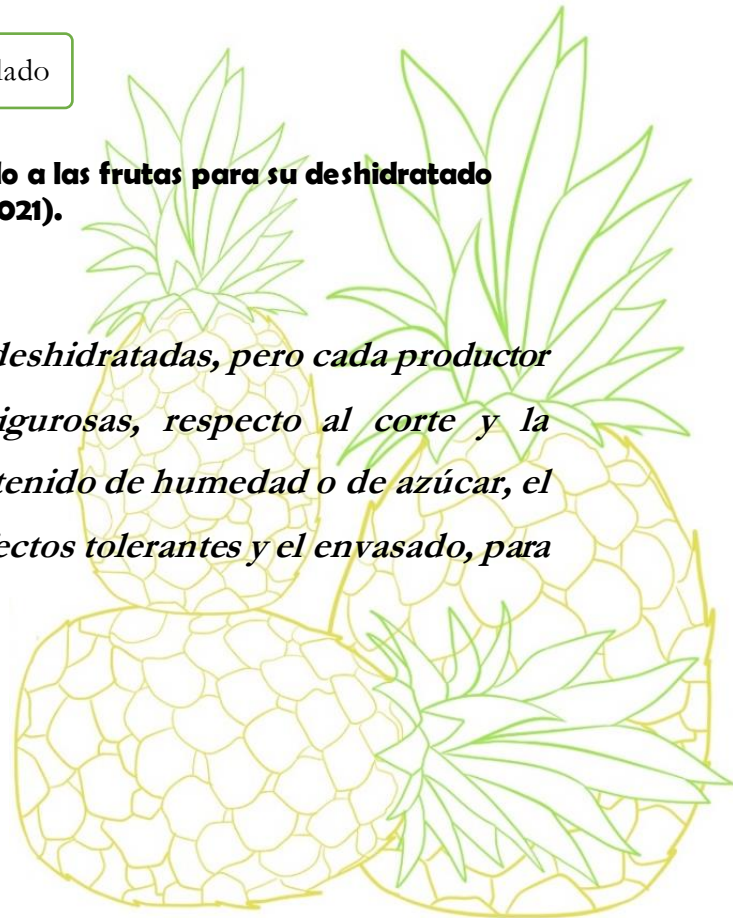 lado
lo a las frutas para su deshidratado
021).
deshidratadas, pero cada productor
igurosas, respecto al corte y la
tenido de humedad o de azúcar, el
ectos tolerantes y el envasado, para